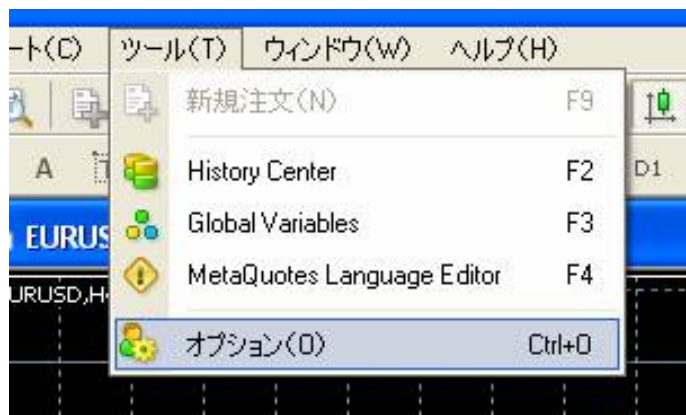 ート(C) ツール(T) ウィンドウ(W) ヘルプ(H)
新規注文(N) F9
A D1
History Center F2
Global Variables F3
MetaQuotes Language Editor F4
オプション(O) Ctrl+O
EURUS
URUSD,H